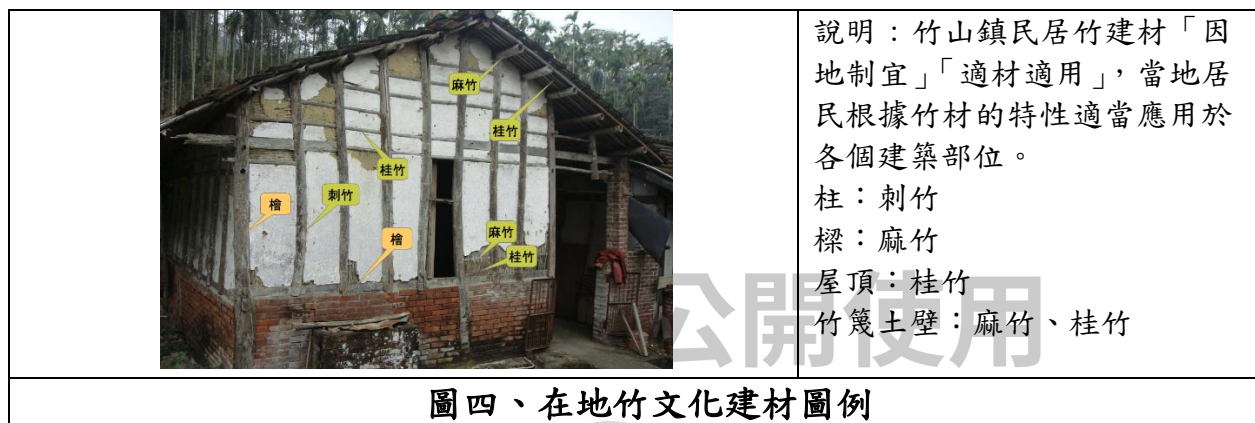 麻竹
桂竹
桂竹
刺竹
檜
檜
麻竹
桂竹
說明：竹山鎮民居竹建材「因
地制宜」「適材適用」，當地居
民根據竹材的特性適當應用於
各個建築部位。
柱：刺竹
樑：麻竹
屋頂：桂竹
竹篾土壁：麻竹、桂竹
公開使用
圖四、在地竹文化建材圖例